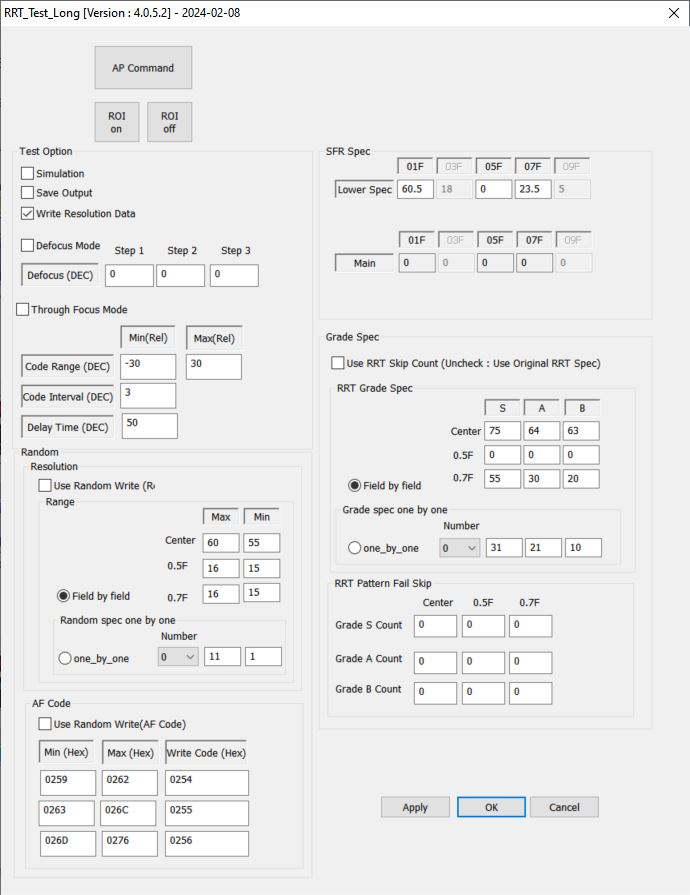 RRT_Test_Long [Version : 4.0.5.2] - 2024-02-08
AP Command
ROI on
ROI off
Test Option
Simulation
Save Output
Write Resolution Data
Defocus Mode Step 1 Step 2 Step 3
Defocus (DEC) 0 0 0
Through Focus Mode
Min(Rel) Max(Rel)
Code Range (DEC) -30 30
Code Interval (DEC) 3
Delay Time (DEC) 50
Random
Resolution
Use Random Write (R
Range
Max Min
Center 60 55
0.5F 16 15
Field by field 0.7F 16 15
Random spec one by one
Number
one_by_one 0 11 1
AF Code
Use Random Write(AF Code)
Min (Hex) Max (Hex) Write Code (Hex)
0259 0262 0254
0263 026C 0255
026D 0276 0256
SFR Spec
01F 03F 05F 07F 09F
Lower Spec 60.5 18 0 23.5 5
01F 03F 05F 07F 09F
Main 0 0 0 0 0
Grade Spec
Use RRT Skip Count (Uncheck : Use Original RRT Spec)
RRT Grade Spec
S A B
Center 75 64 63
0.5F 0 0 0
Field by field 0.7F 55 30 20
Grade spec one by one
Number
one_by_one 0 31 21 10
RRT Pattern Fail Skip
Center 0.5F 0.7F
Grade S Count 0 0 0
Grade A Count 0 0 0
Grade B Count 0 0 0
Apply OK Cancel